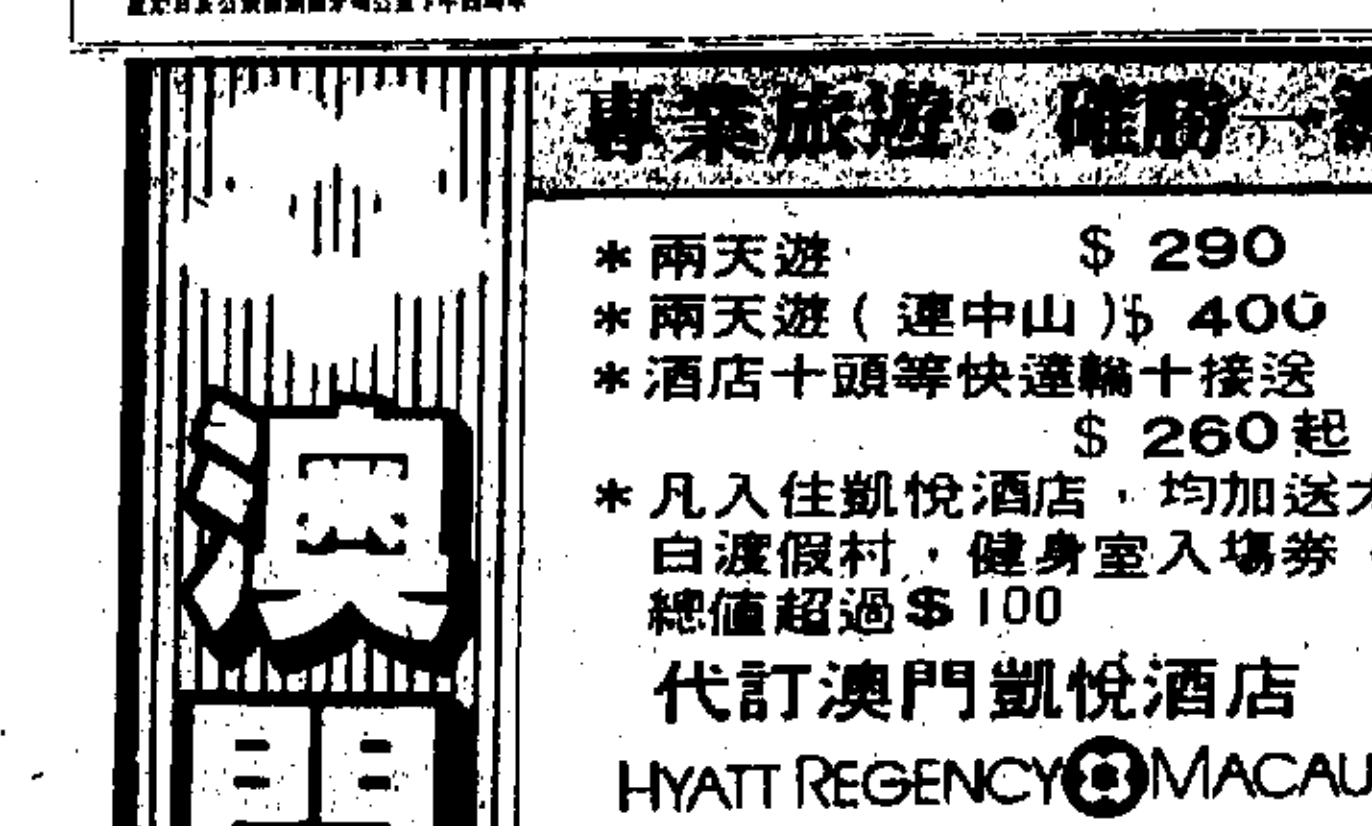 專業旅遊・確勝一
*兩天遊 $ 290
*兩天遊(連中山)$ 400
*酒店十頭等快達輪十接送
$ 260起
*凡入住凱悅酒店，均加送
白渡假村，健身室入場券
總值超過$100
代訂澳門凱悅酒店
HYATT REGENCY MACAU